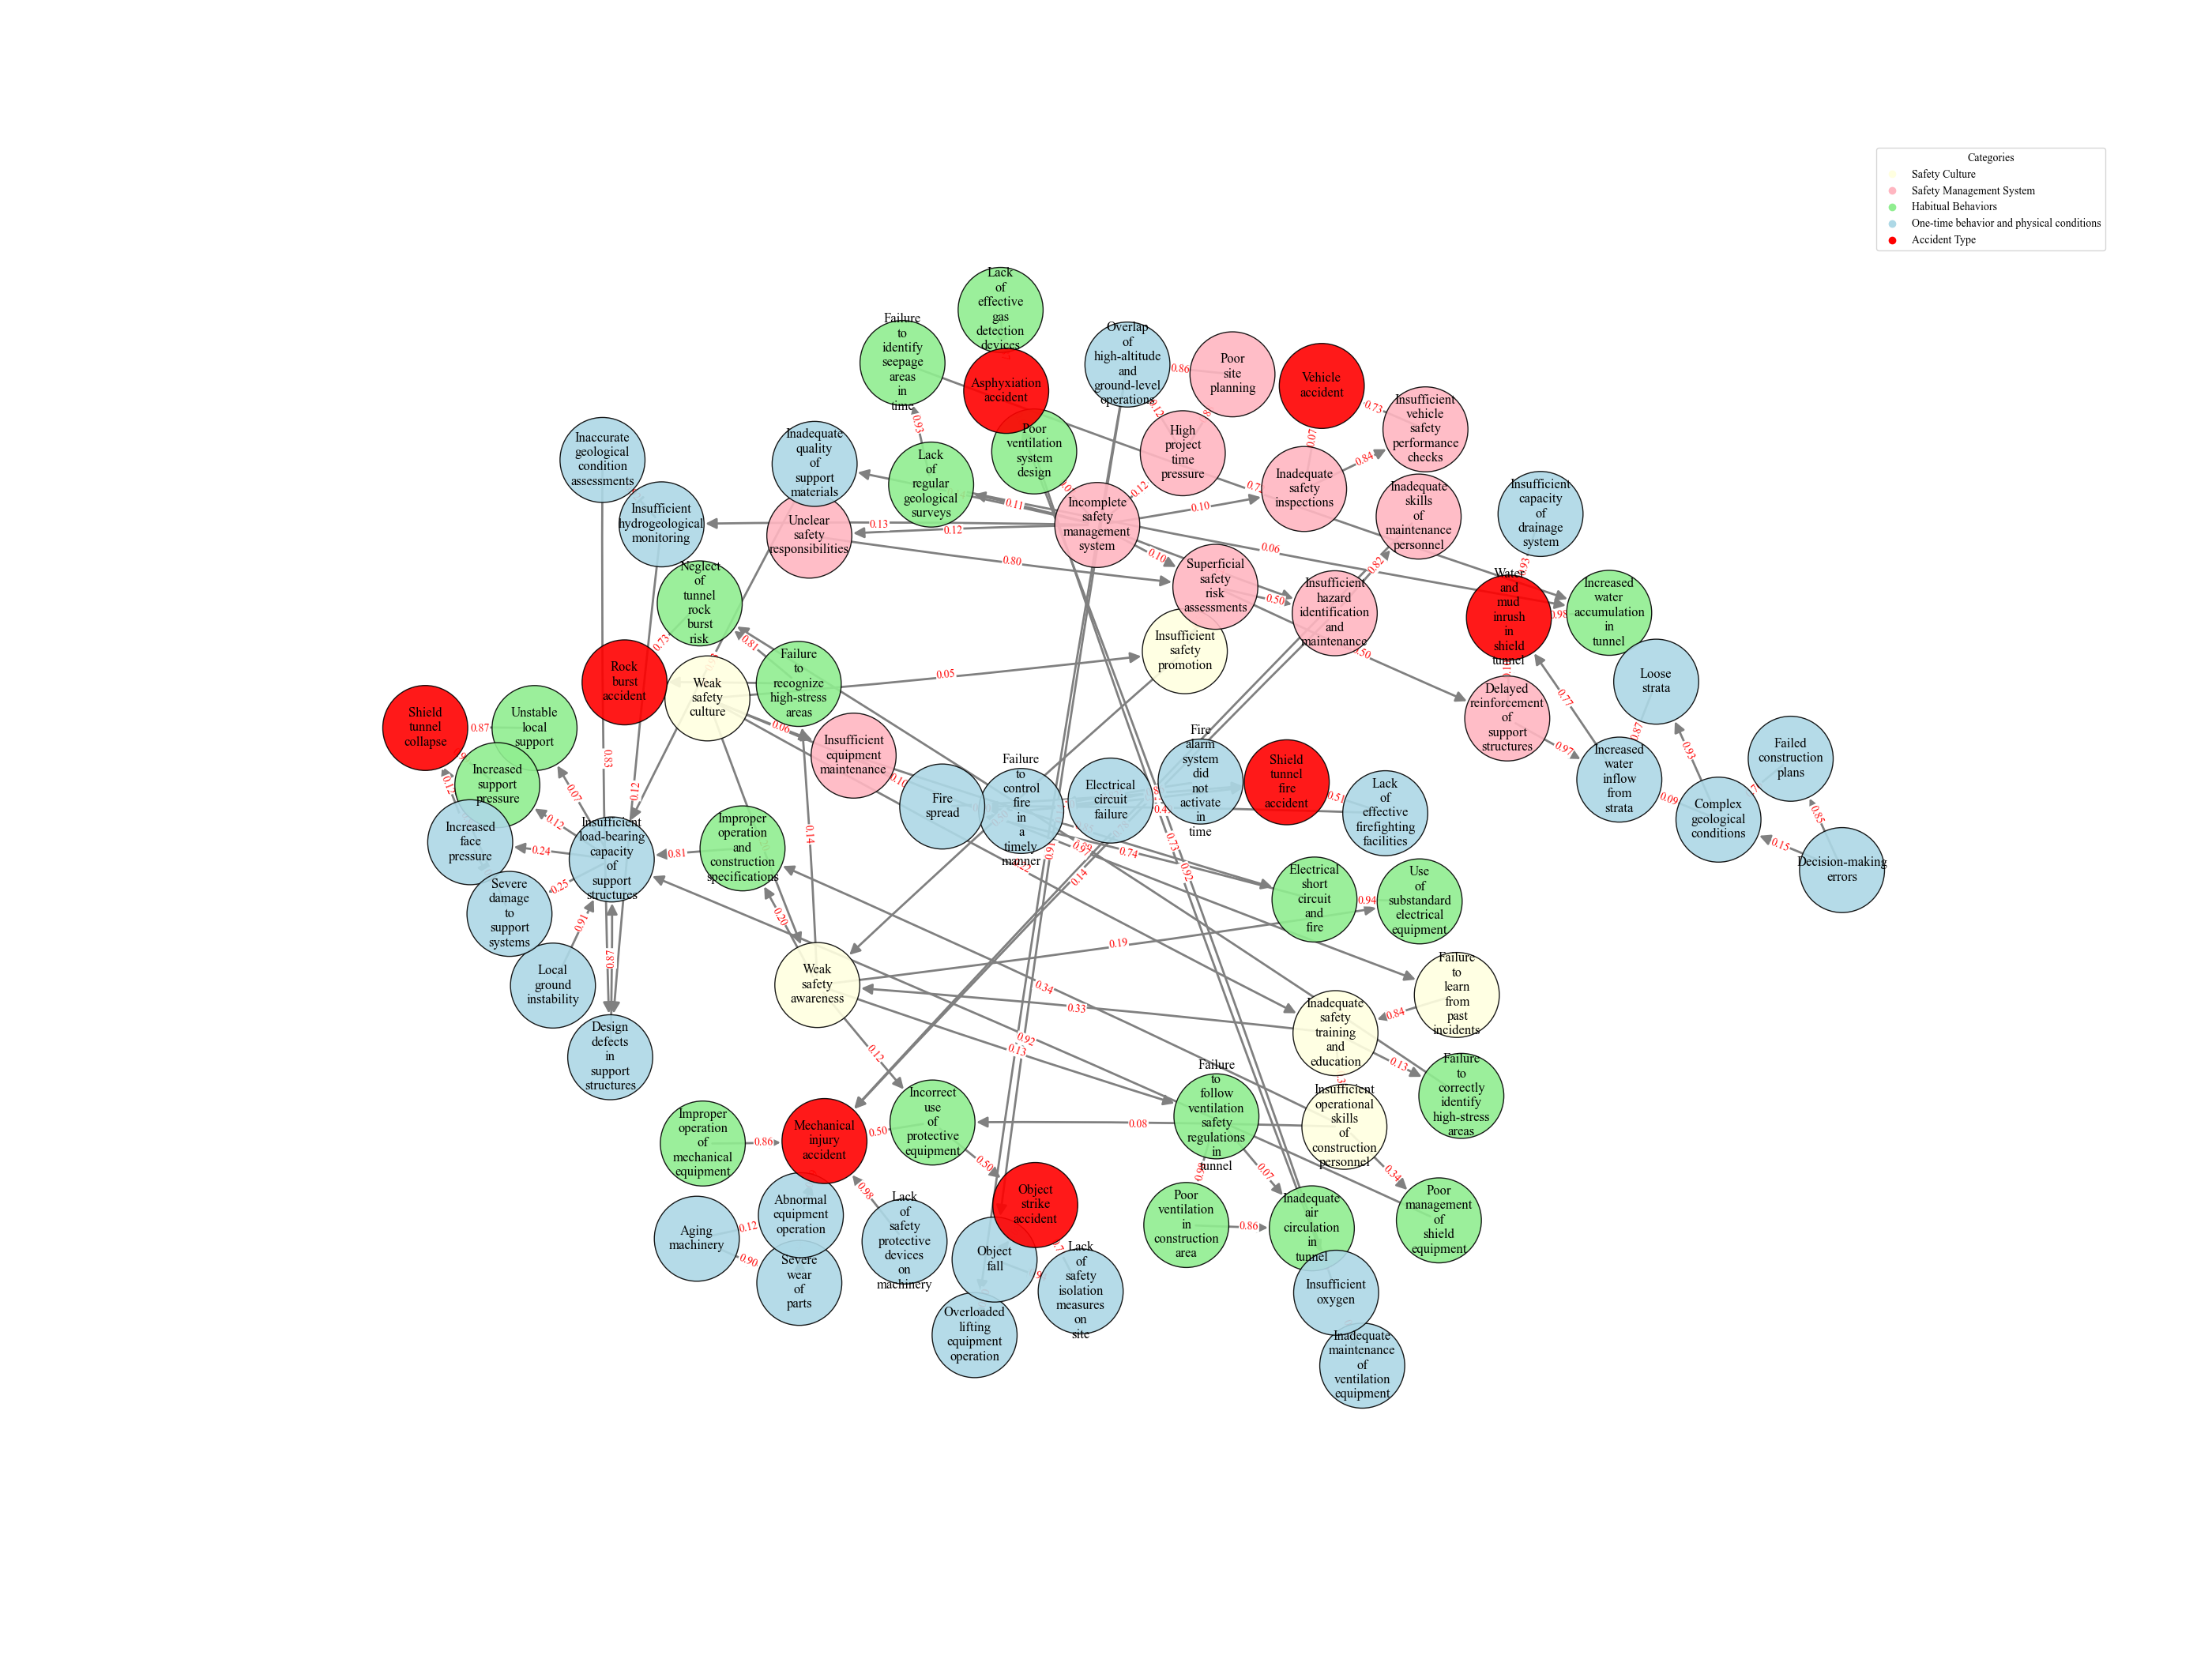 Categories
Safety Culture
Safety Management System
Habitual Behaviors
One-time behavior and physical conditions
Accident Type
Lack
of
effective
gas
detection
devices
Failure
to
identify
seepage
areas
in
time
Asphyxiation
accident
Overlap
of
high-altitude
and
ground-level
operations
0.86
Poor
site
planning
Vehicle
accident
0.73
Insufficient
vehicle
safety
performance
checks
Inaccurate
geological
condition
assessments
Inadequate
quality
of
support
materials
0.93
Lack
of
regular
geological
surveys
Poor
ventilation
system
design
0.12
High
project
time
pressure
0.07
Inadequate
safety
inspections
0.84
Inadequate
skills
of
maintenance
personnel
Insufficient
capacity
of
drainage
system
Insufficient
hydrogeological
monitoring
Unclear
safety
responsibilities
0.13
0.12
0.11
0.12
Incomplete
safety
management
system
0.10
0.06
0.10
0.80
Superficial
safety
risk
assessments
0.50
0.82
Insufficient
hazard
identification
and
maintenance
Water
and
mud
inrush
in
shield
tunnel
0.98
Increased
water
accumulation
in
tunnel
Neglect
of
tunnel
rock
burst
risk
0.73
0.81
Rock
burst
accident
Weak
safety
culture
Failure
to
recognize
high-stress
areas
0.05
Insufficient
safety
promotion
Loose
strata
Delayed
reinforcement
of
support
structures
0.77
0.87
0.97
0.93
Increased
water
inflow
from
strata
0.09
Complex
geological
conditions
Failed
construction
plans
0.85
0.15
Decision-making
errors
Shield
tunnel
collapse
0.87
Unstable
local
support
Increased
support
pressure
0.12
0.07
0.12
0.83
0.12
Increased
face
pressure
0.24
Insufficient
load-bearing
capacity
of
support
structures
0.25
Severe
damage
to
support
systems
0.91
Local
ground
instability
0.87
Design
defects
in
support
structures
0.06
Insufficient
equipment
maintenance
0.10
0.14
Fire
spread
Failure
to
control
fire
in
a
timely
manner
Electrical
circuit
failure
Fire
alarm
system
did
not
activate
in
time
Shield
tunnel
fire
accident
0.51
Lack
of
effective
firefighting
facilities
Improper
operation
and
construction
specifications
0.81
0.20
0.91
0.97
0.74
0.14
0.73
0.92
Electrical
short
circuit
and
fire
0.94
Use
of
substandard
electrical
equipment
0.19
Weak
safety
awareness
0.34
0.33
0.92
0.13
0.12
Failure
to
learn
from
past
incidents
0.84
Inadequate
safety
training
and
education
0.13
Failure
to
correctly
identify
high-stress
areas
Insufficient
operational
skills
of
construction
personnel
0.34
0.08
Failure
to
follow
ventilation
safety
regulations
in
tunnel
0.07
Poor
management
of
shield
equipment
Poor
ventilation
in
construction
area
0.86
Inadequate
air
circulation
in
tunnel
Insufficient
oxygen
Inadequate
maintenance
of
ventilation
equipment
Improper
operation
of
mechanical
equipment
0.86
Mechanical
injury
accident
0.50
Incorrect
use
of
protective
equipment
0.50
Object
strike
accident
Aging
machinery
0.12
0.90
Abnormal
equipment
operation
Severe
wear
of
parts
0.98
Lack
of
safety
protective
devices
on
machinery
Object
fall
Lack
of
safety
isolation
measures
on
site
Overloaded
lifting
equipment
operation